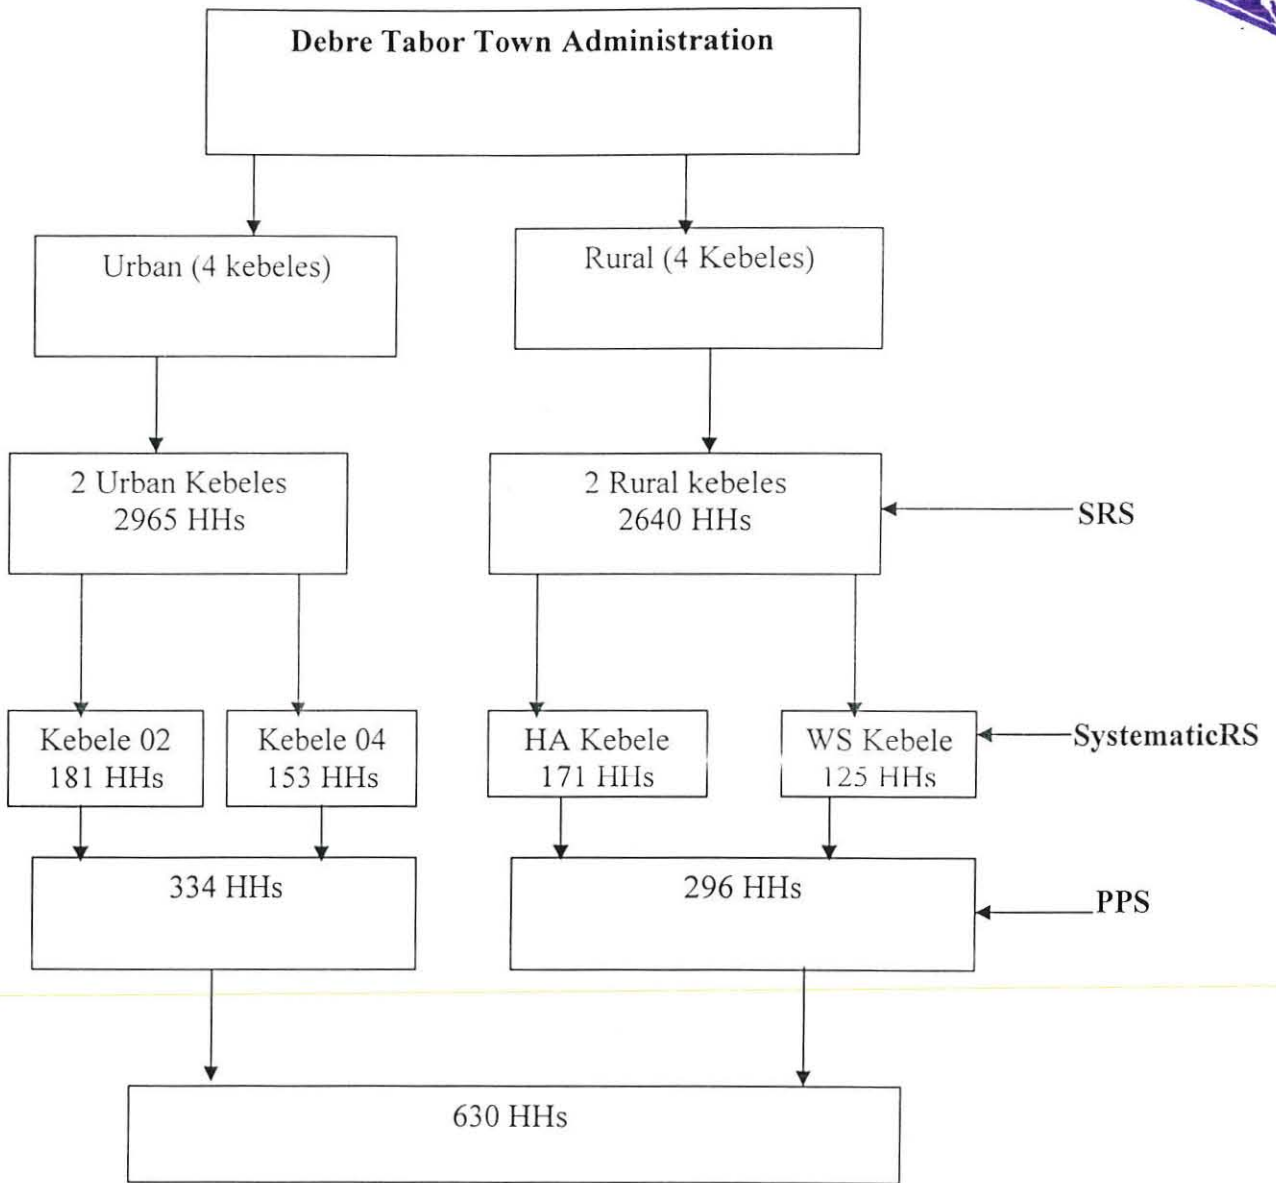 Debre Tabor Town Administration
Urban (4 kebeles)
Rural (4 Kebeles)
2 Urban Kebeles
2965 HHs
2 Rural kebeles
2640 HHs
SRS
Kebele 02
181 HHs
Kebele 04
153 HHs
HA Kebele
171 HHs
WS Kebele
125 HHs
SystematicRS
334 HHs
296 HHs
PPS
630 HHs